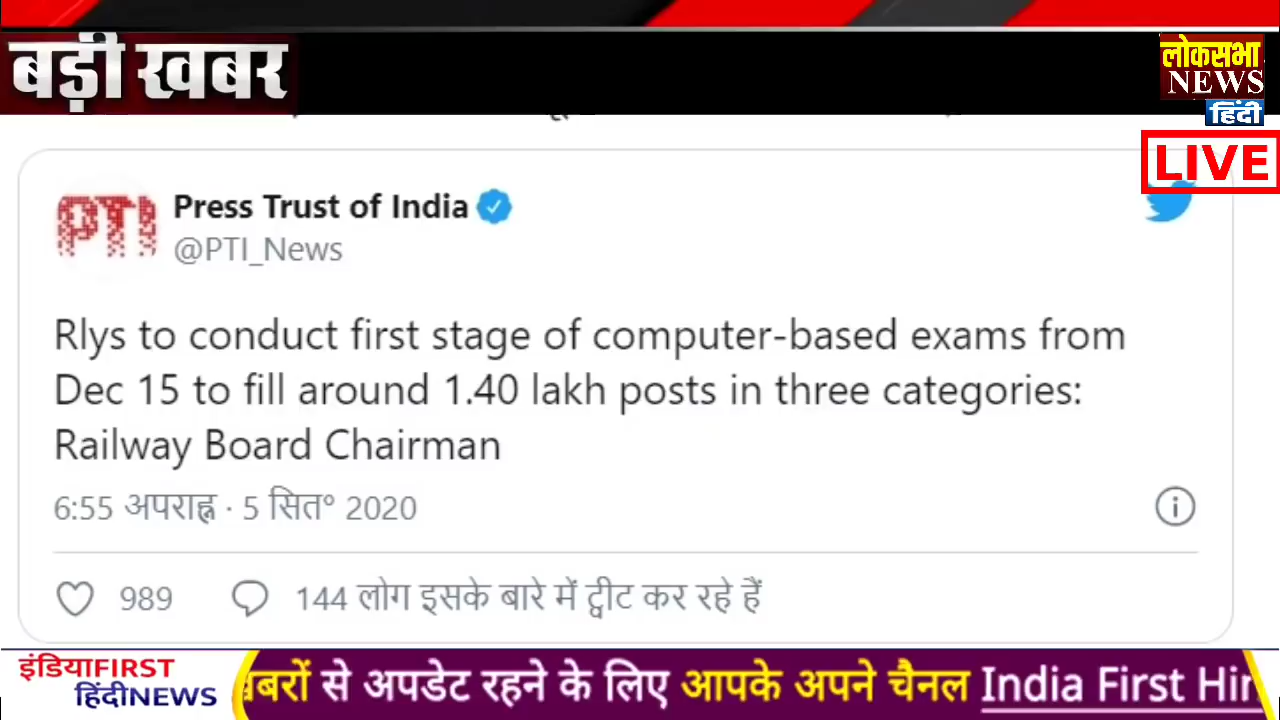 बड़ी खबर
लोकसभा
NEWS
हिंदी
LIVE
PTI
Press Trust of India
@PTI_News
Rlys to conduct first stage of computer-based exams from
Dec 15 to fill around 1.40 lakh posts in three categories:
Railway Board Chairman
6:55 अपराह्न · 5 सित॰ 2020
989
144 लोग इसके बारे में ट्वीट कर रहे हैं
इंडियाFIRST
हिंदीNEWS
से अपडेट रहने के लिए आपके अपने चैनल India First